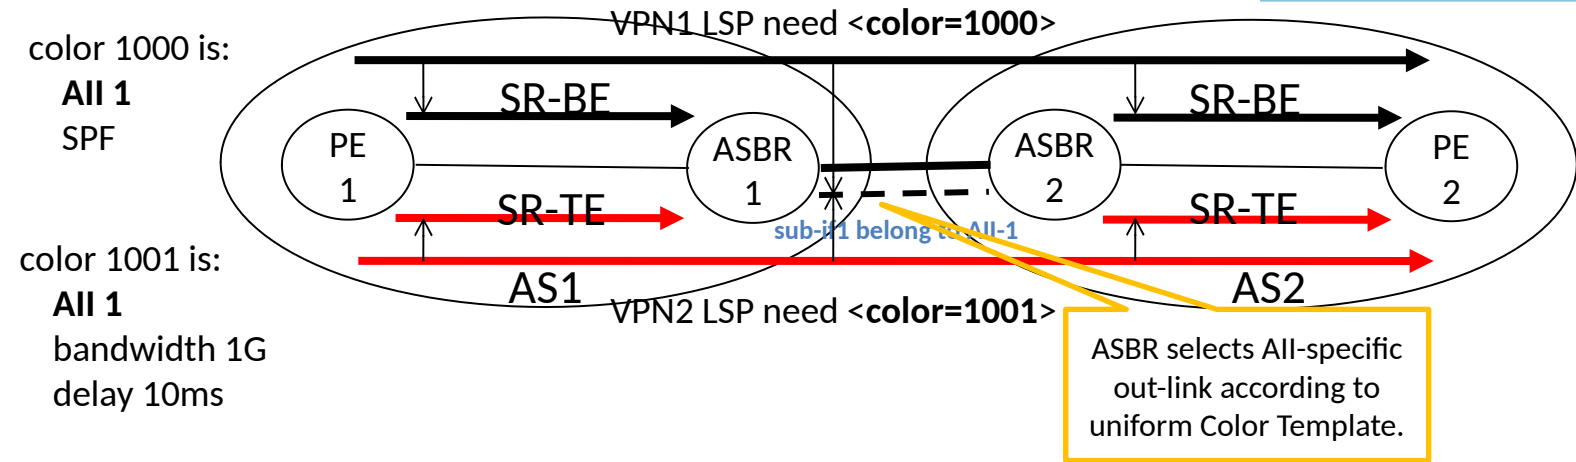 VPN1 LSP need <color=1000>
color 1000 is:
AII 1
SPF
SR-BE
SR-BE
PE
1
ASBR
1
ASBR
2
PE
2
SR-TE
SR-TE
sub-if1 belong to AII-1
color 1001 is:
AII 1
bandwidth 1G
delay 10ms
AS1
AS2
VPN2 LSP need <color=1001>
ASBR selects AII-specific
out-link according to
uniform Color Template.